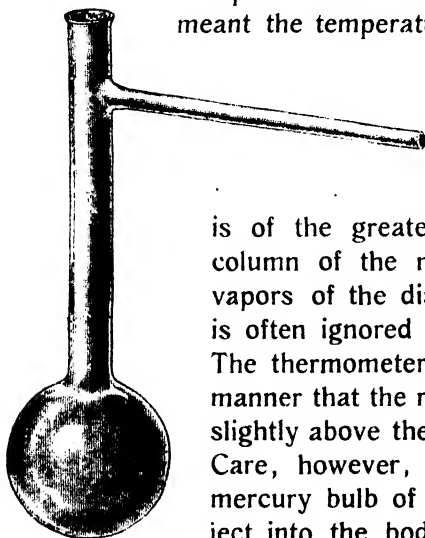 meant the temperat
is of the greate
column of the
vapors of the di
is often ignored
The thermometer
manner that the
slightly above the
Care, however,
mercury bulb of
ject into the bod